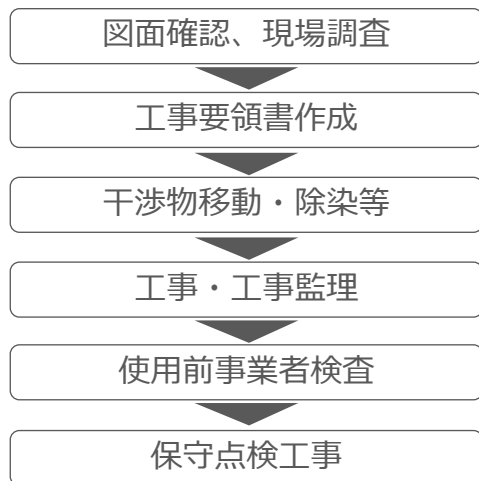 図面確認、現場調査
工事要領書作成
干渉物移動・除染等
工事・工事監理
使用前事業者検査
保守点検工事